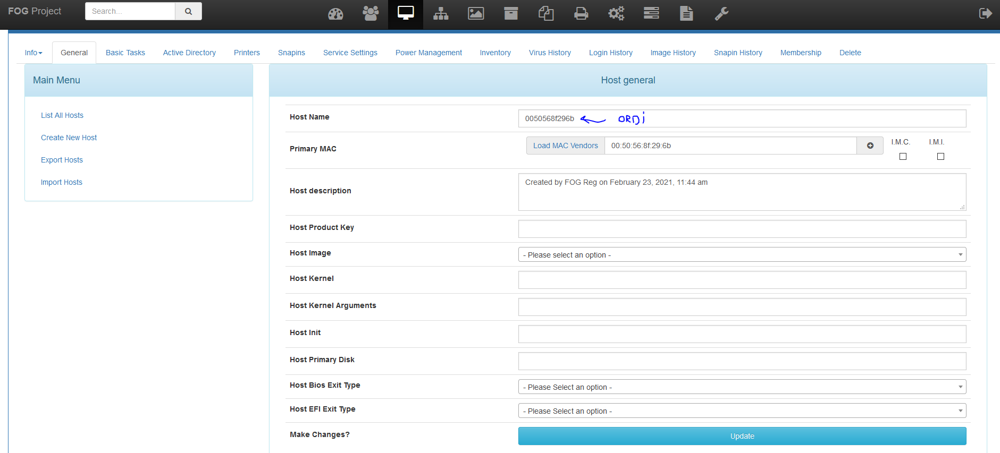 FOG Project
Search...
Info
General
Basic Tasks
Active Directory
Printers
Snapins
Service Settings
Power Management
Inventory
Virus History
Login History
Image History
Snapin History
Membership
Delete
Main Menu
List All Hosts
Create New Host
Export Hosts
Import Hosts
Host general
Host Name
0050568f296b
ORDi
Primary MAC
Load MAC Vendors
00:50:56:8f:29:6b
I.M.C.
I.M.I.
Host description
Created by FOG Reg on February 23, 2021, 11:44 am
Host Product Key
Host Image
- Please select an option -
Host Kernel
Host Kernel Arguments
Host Init
Host Primary Disk
Host Bios Exit Type
- Please Select an option -
Host EFI Exit Type
- Please Select an option -
Make Changes?
Update